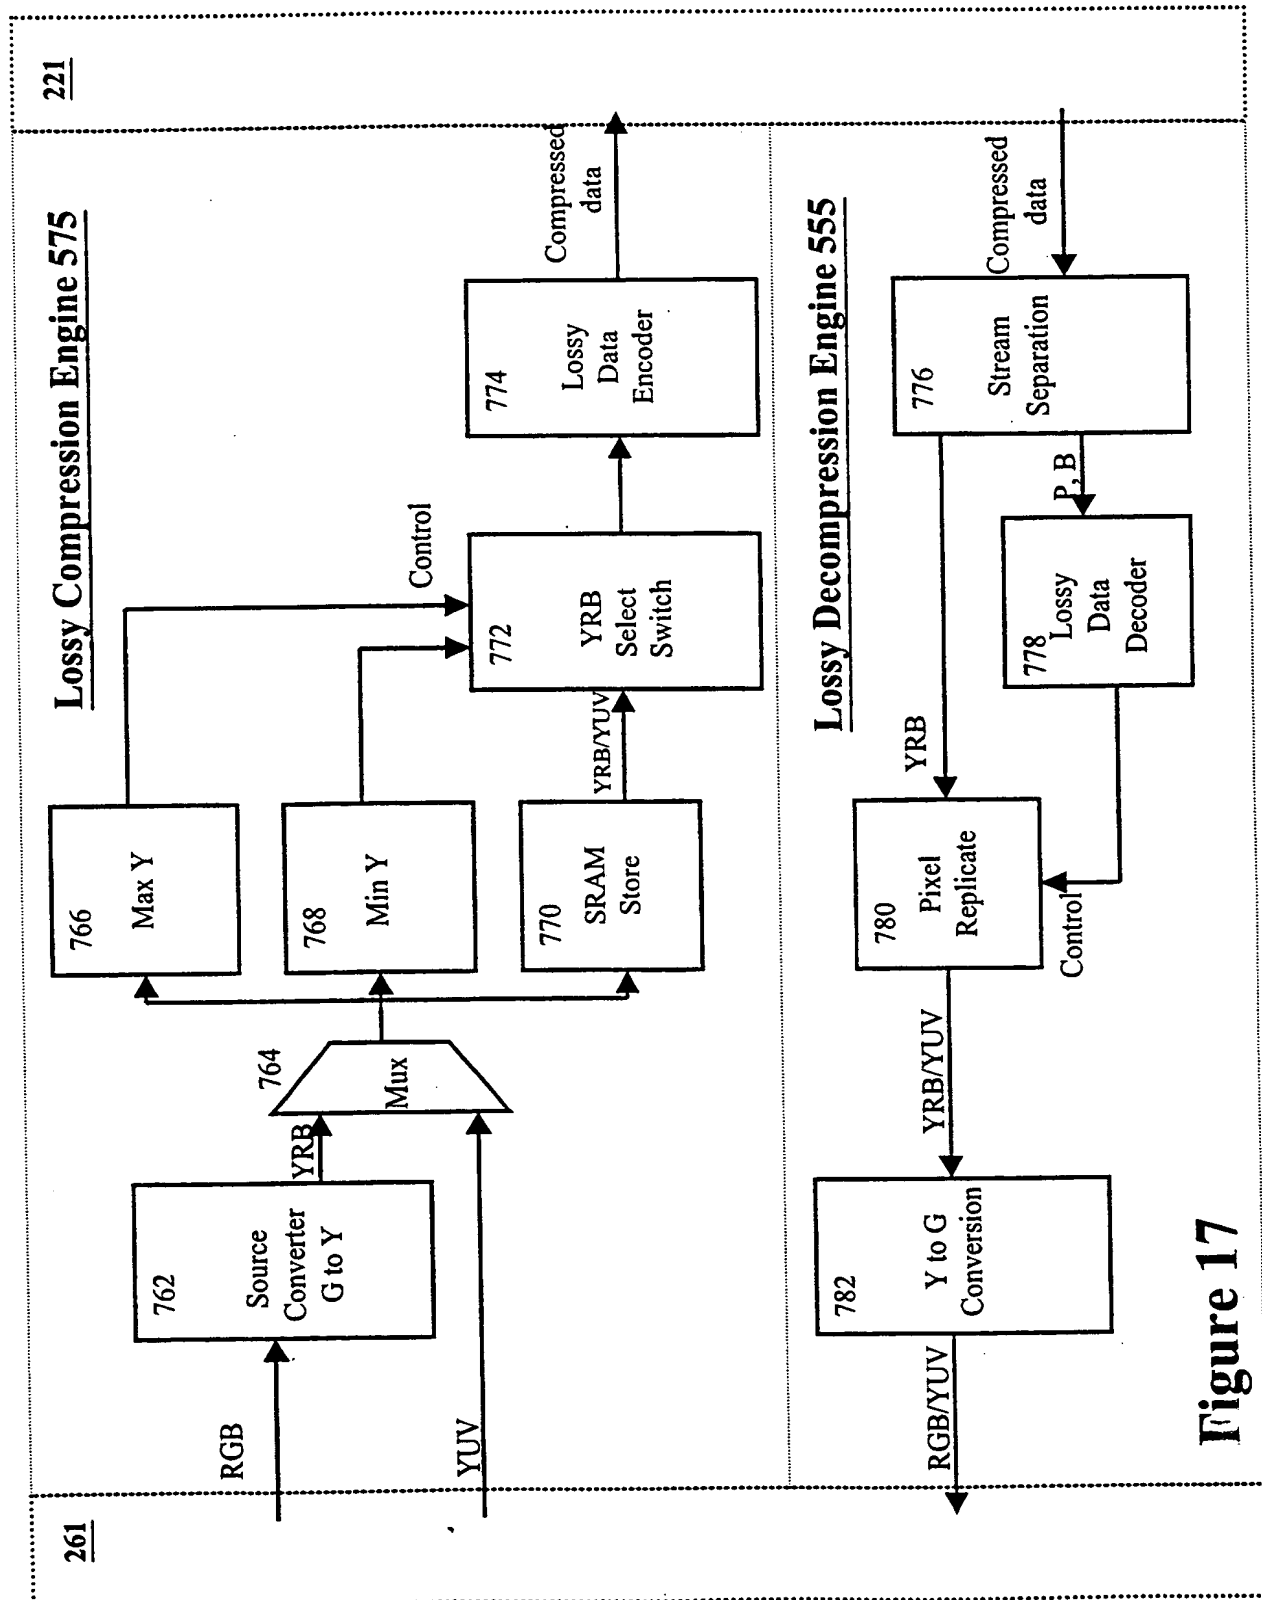 261
221
Lossy Compression Engine 575
RGB
YUV
762
Source
Converter
G to Y
YRB
764
Mux
766
Max Y
768
Min Y
770
SRAM
Store
YRB/YUV
Control
772
YRB
Select
Switch
774
Lossy
Data
Encoder
Compressed
data
Lossy Decompression Engine 555
RGB/YUV
782
Y to G
Conversion
YRB/YUV
780
Pixel
Replicate
Control
YRB
778
Lossy
Data
Decoder
P, B
776
Stream
Separation
Compressed
data
Figure 17